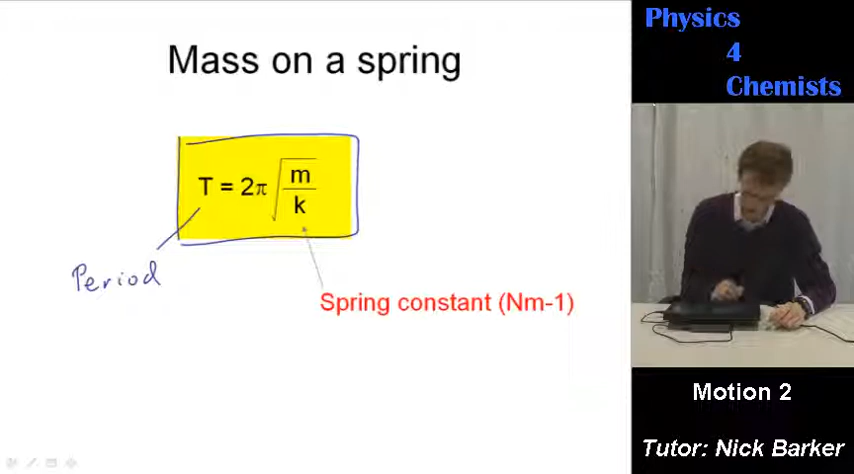 Mass on a spring
T = 2π √(m/k)
Period
Spring constant (Nm-1)
Physics
4
Chemists
Motion 2
Tutor: Nick Barker